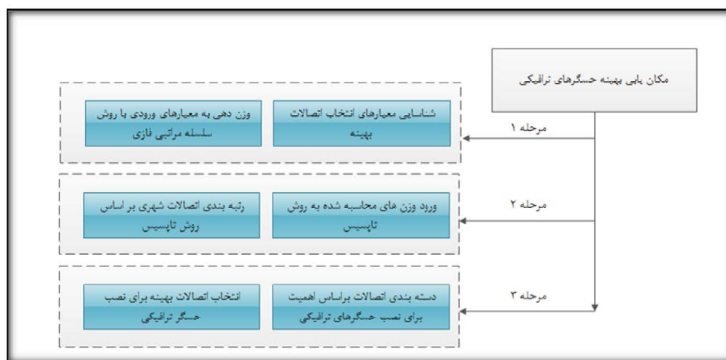 مکان یابی بهینه حسگرهای ترافیکی
مرحله ۱
شناسایی معیارهای انتخاب اتصالات
بهینه
وزن دهی به معیارهای ورودی با روش
سلسله مراتبی فازی
مرحله ۲
ورود وزن های محاسبه شده به روش
تاپسیس
رتبه بندی اتصالات شهری بر اساس
روش تاپسیس
مرحله ۳
دسته بندی اتصالات براساس اهمیت
برای نصب حسگرهای ترافیکی
انتخاب اتصالات بهینه برای نصب
حسگر ترافیکی